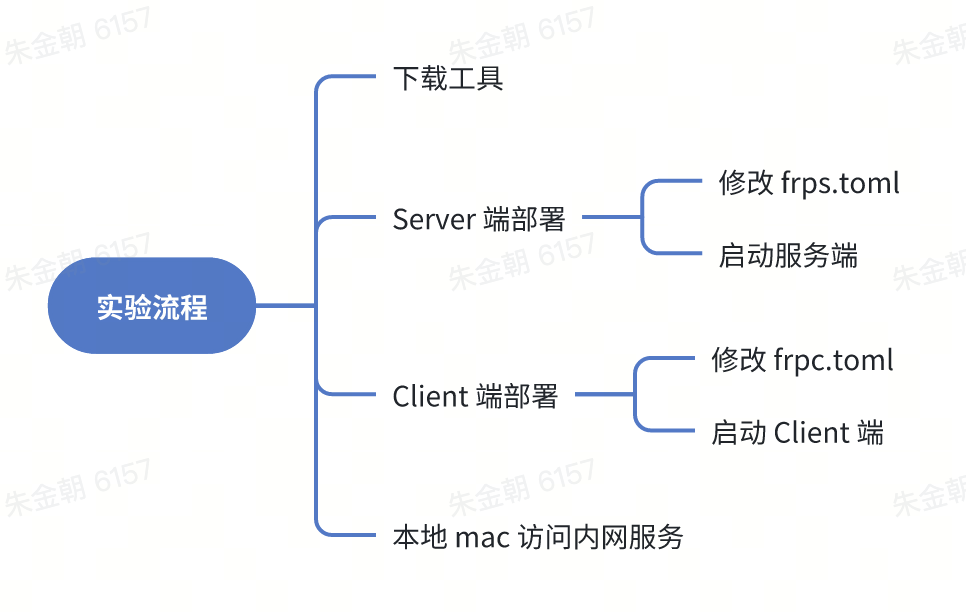 朱金朝 6157
朱金朝 6157
朱金朝
下载工具
修改 frps.toml
Server 端部署
启动服务端
朱金朝 6157
朱金朝 6157
朱金朝
实验流程
修改 frpc.toml
Client 端部署
启动 Client 端
朱金朝 6157
朱金朝 6157
朱金朝
本地 mac 访问内网服务